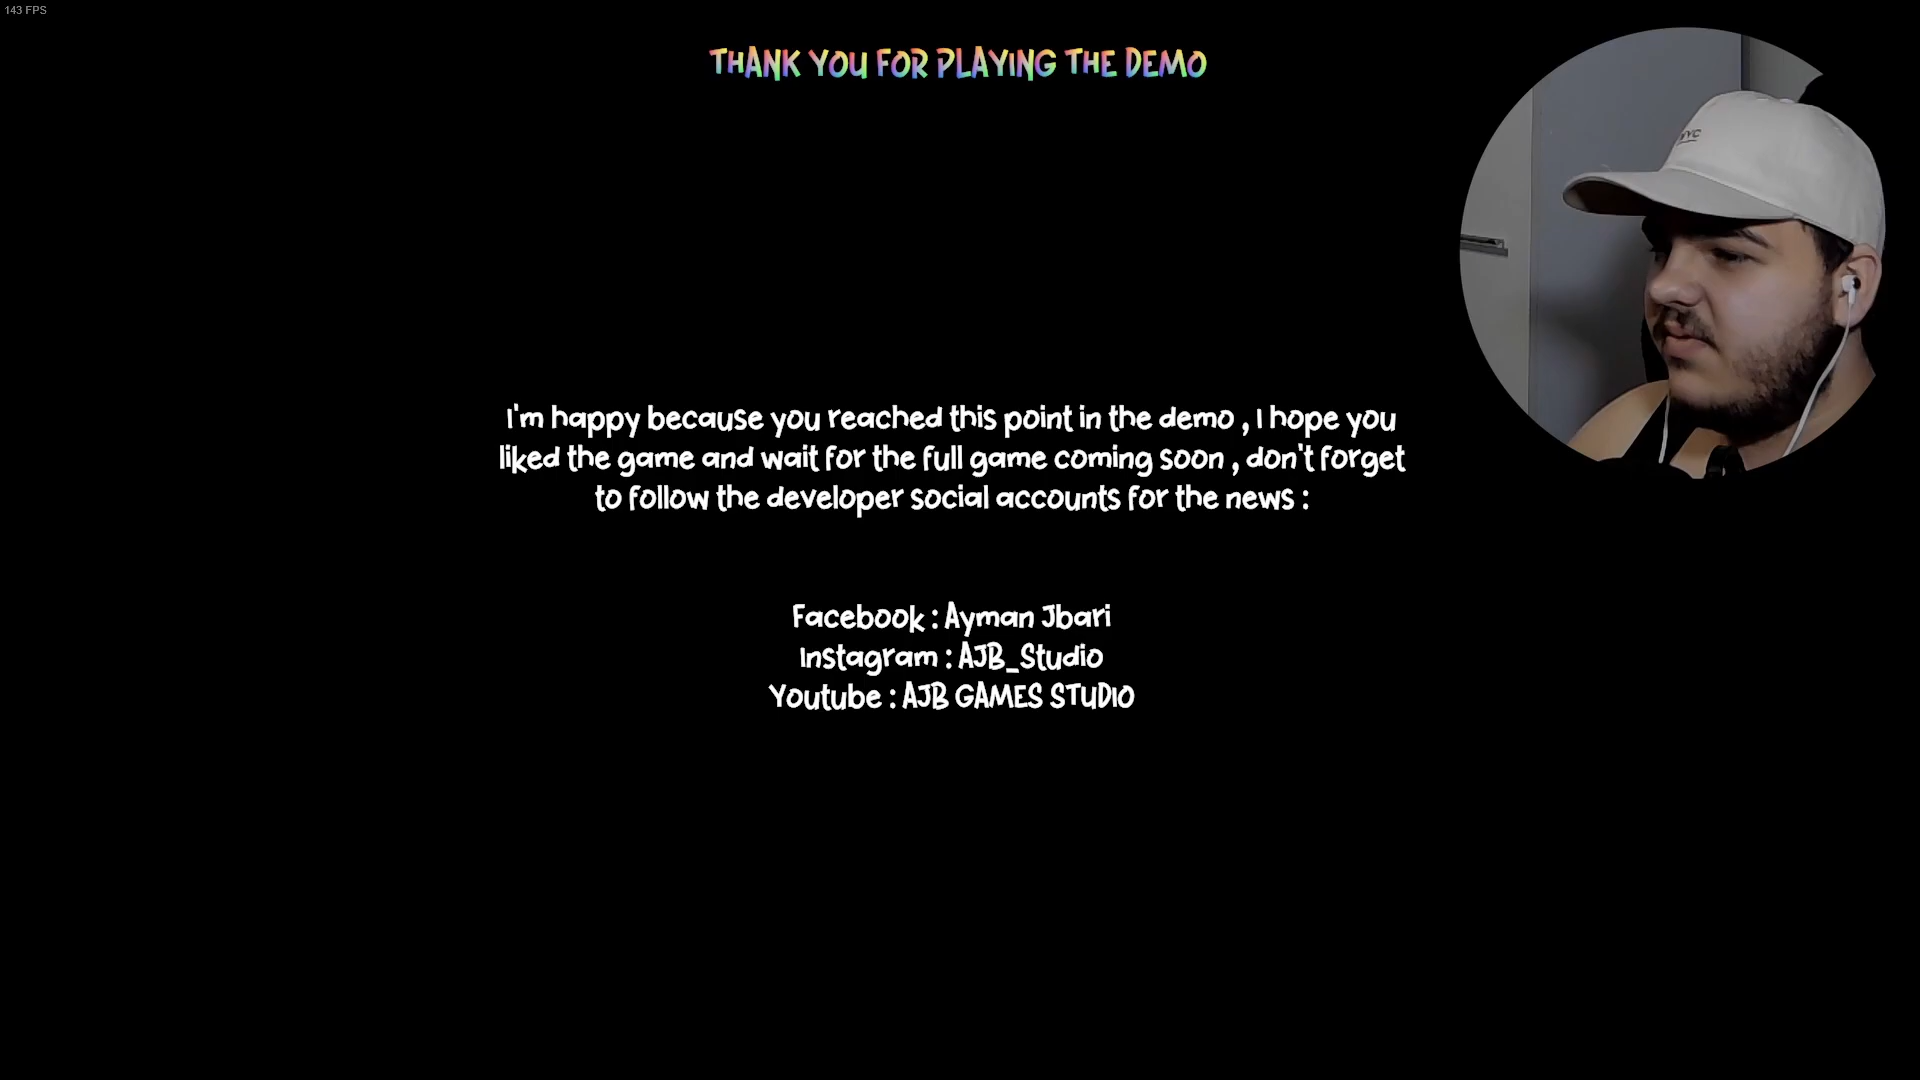 143 FPS
THANK YOU FOR PLAYING THE DEMO
I'm happy because you reached this point in the demo , I hope you
liked the game and wait for the full game coming soon , don't forget
to follow the developer social accounts for the news :
Facebook : Ayman Jbari
Instagram : AJB_Studio
Youtube : AJB GAMES STUDIO